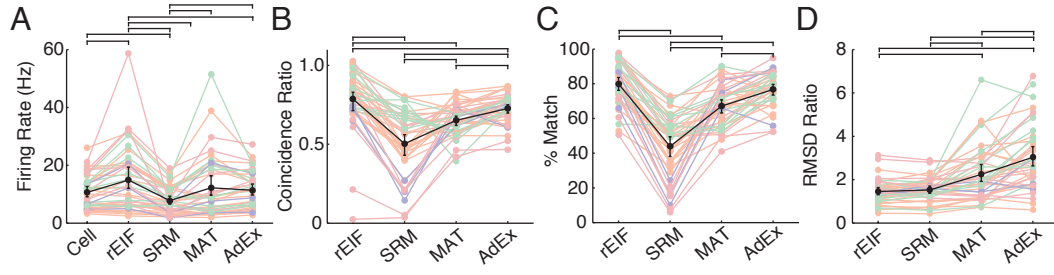 A
Firing Rate (Hz)
60
40
20
0
Cell
rEIF
SRM
MAT
AdEx
B
Coincidence Ratio
1.0
0.5
0
rEIF
SRM
MAT
AdEx
C
% Match
100
80
60
40
20
0
rEIF
SRM
MAT
AdEx
D
RMSD Ratio
8
6
4
2
0
rEIF
SRM
MAT
AdEx